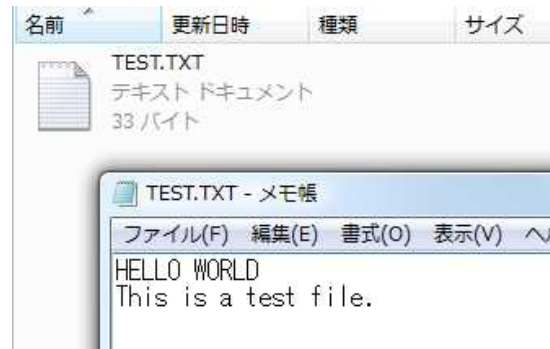 名前 更新日時 種類 サイズ
TEST.TXT
テキスト ドキュメント
33 バイト
TEST.TXT - メモ帳
ファイル(F) 編集(E) 書式(O) 表示(V)
HELLO WORLD
This is a test file.